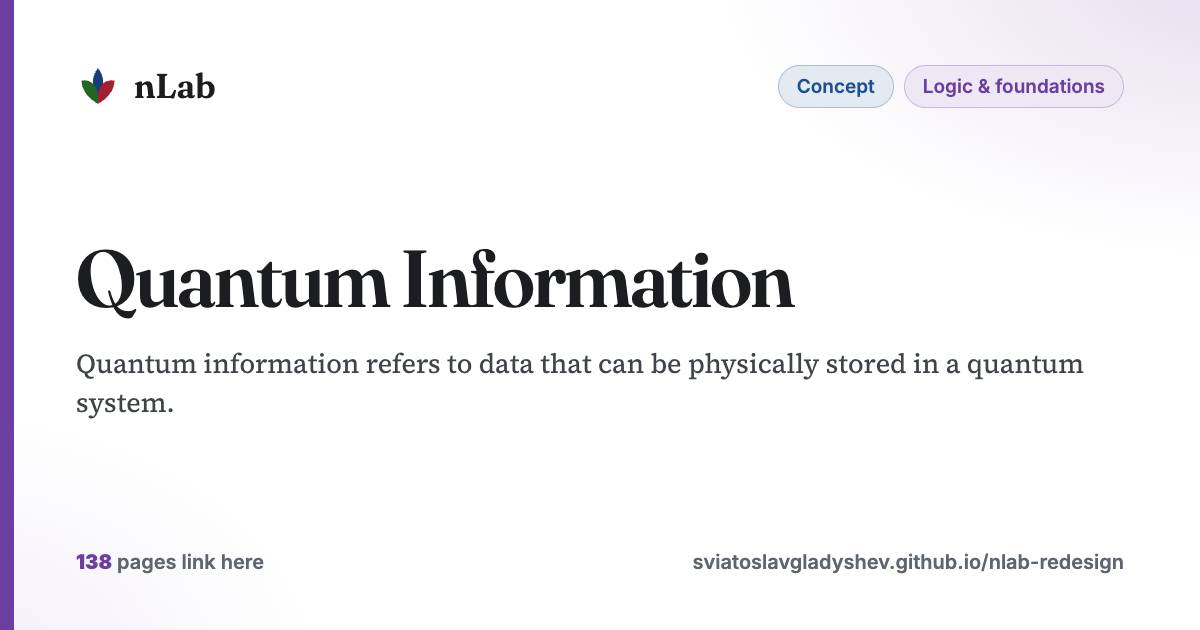 nLab
Concept
Logic & foundations
Quantum Information
Quantum information refers to data that can be physically stored in a quantum
system.
138 pages link here
sviatoslavgladyshev.github.io/nlab-redesign